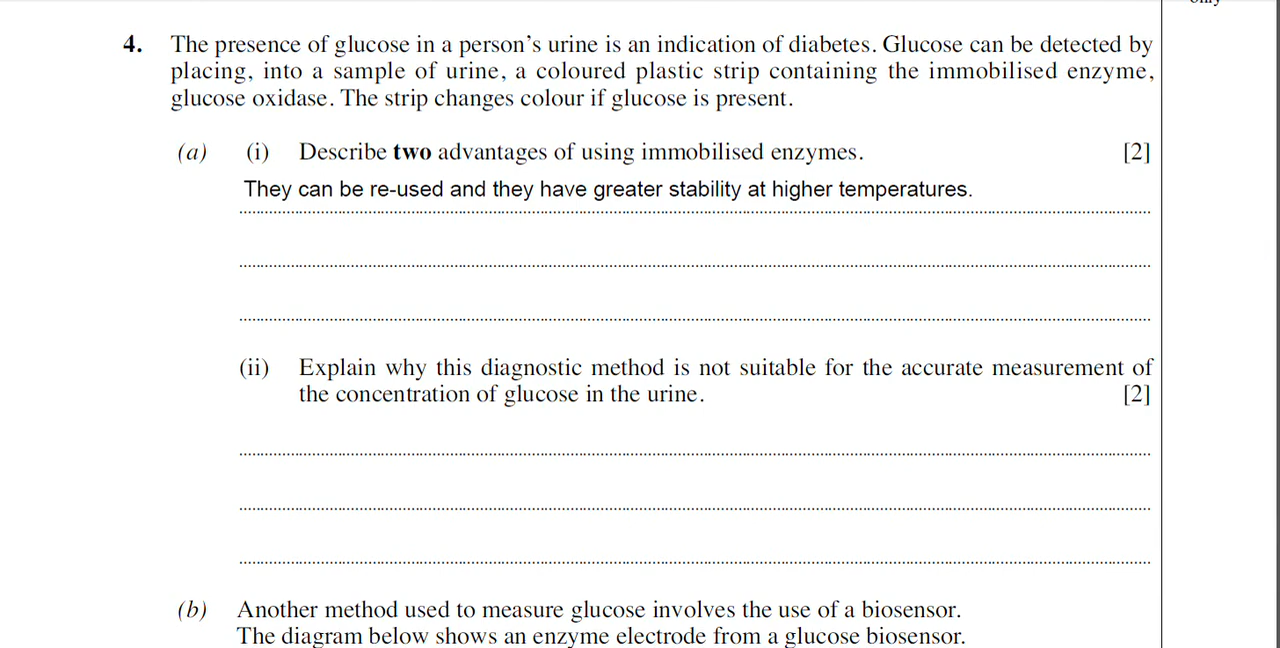 4. The presence of glucose in a person's urine is an indication of diabetes. Glucose can be detected by
placing, into a sample of urine, a coloured plastic strip containing the immobilised enzyme,
glucose oxidase. The strip changes colour if glucose is present.
(a) (i) Describe two advantages of using immobilised enzymes. [2]
They can be re-used and they have greater stability at higher temperatures.
(ii) Explain why this diagnostic method is not suitable for the accurate measurement of
the concentration of glucose in the urine. [2]
(b) Another method used to measure glucose involves the use of a biosensor.
The diagram below shows an enzyme electrode from a glucose biosensor.